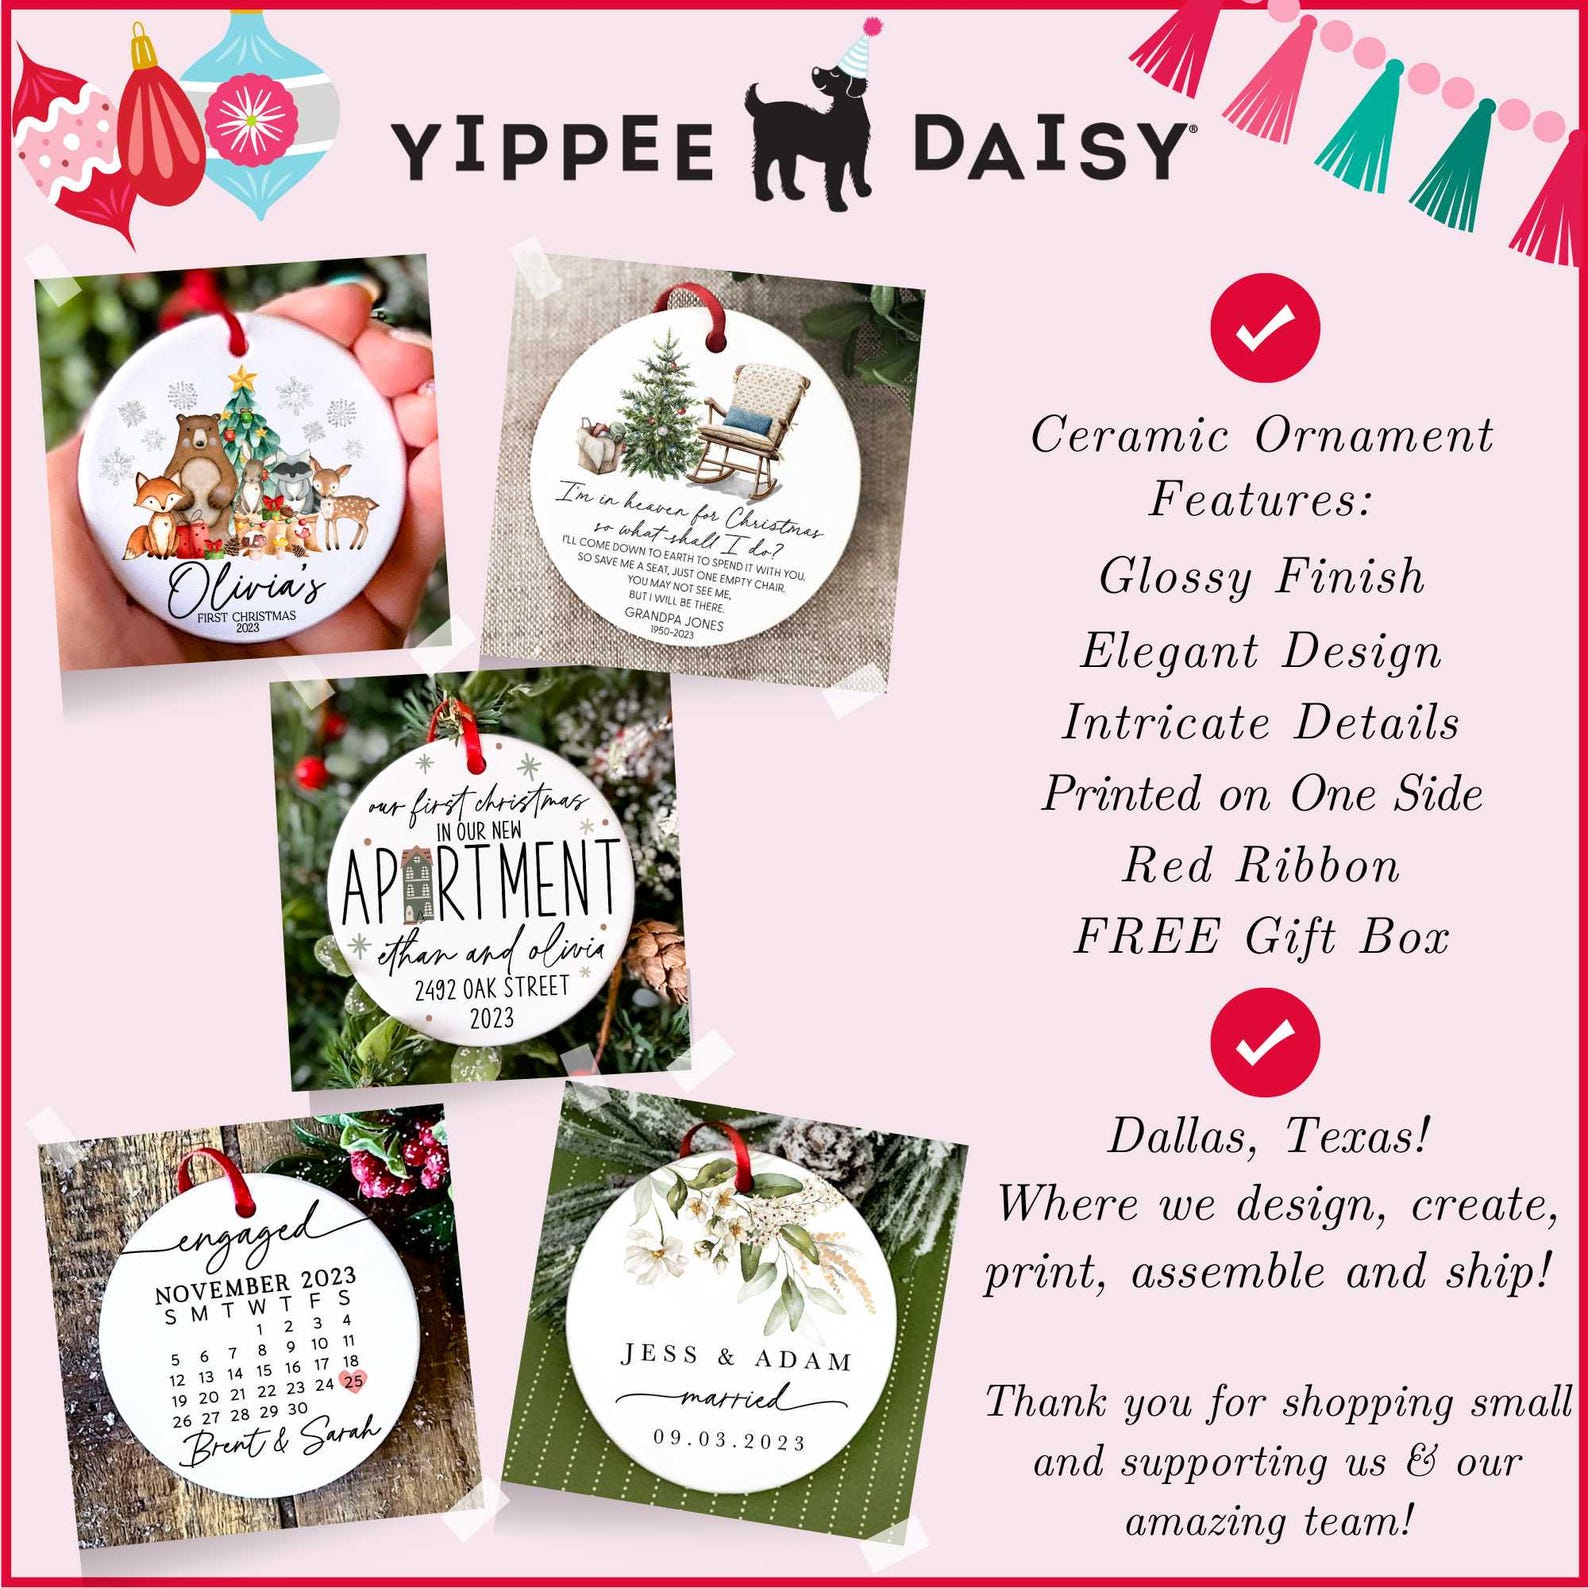 YIPPEE DAISY®
Olivia's
FIRST CHRISTMAS
2023
I'm in heaven for Christmas
so what shall I do?
I'LL COME DOWN TO EARTH TO SPEND IT WITH YOU.
SO SAVE ME A SEAT, JUST ONE EMPTY CHAIR.
YOU MAY NOT SEE ME,
BUT I WILL BE THERE.
GRANDPA JONES
1950-2023
our first christmas
IN OUR NEW
APARTMENT
ethan and olivia
2492 OAK STREET
2023
engaged
NOVEMBER 2023
S M T W T F S
1 2 3 4
5 6 7 8 9 10 11
12 13 14 15 16 17 18
19 20 21 22 23 24 25
26 27 28 29 30
Brent & Sarah
JESS & ADAM
married
09.03.2023
Ceramic Ornament
Features:
Glossy Finish
Elegant Design
Intricate Details
Printed on One Side
Red Ribbon
FREE Gift Box
Dallas, Texas!
Where we design, create,
print, assemble and ship!
Thank you for shopping small
and supporting us & our
amazing team!